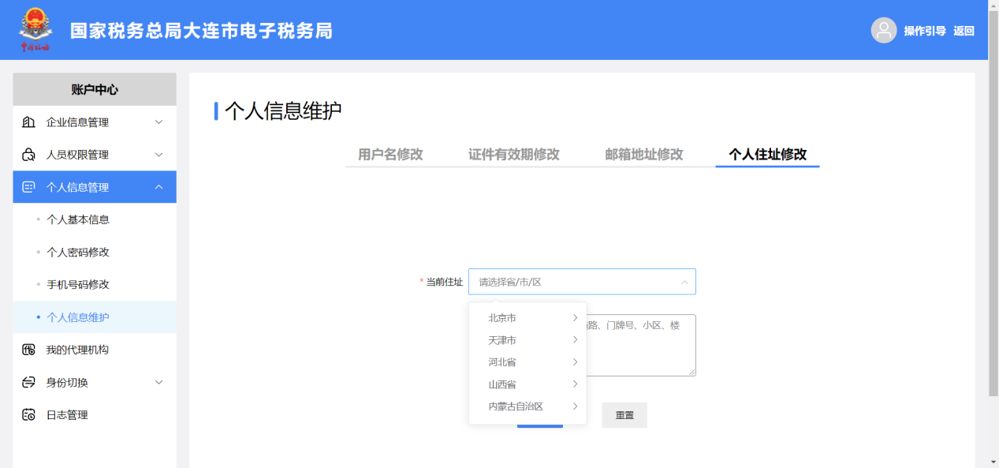 国家税务总局大连市电子税务局
操作引导 返回
账户中心
企业信息管理
人员权限管理
个人信息管理
个人基本信息
个人密码修改
手机号码修改
个人信息维护
我的代理机构
身份切换
日志管理
个人信息维护
用户名修改 证件有效期修改 邮箱地址修改 个人住址修改
* 当前住址 请选择省/市/区
北京市
天津市
河北省
山西省
内蒙古自治区
路、门牌号、小区、楼
重置